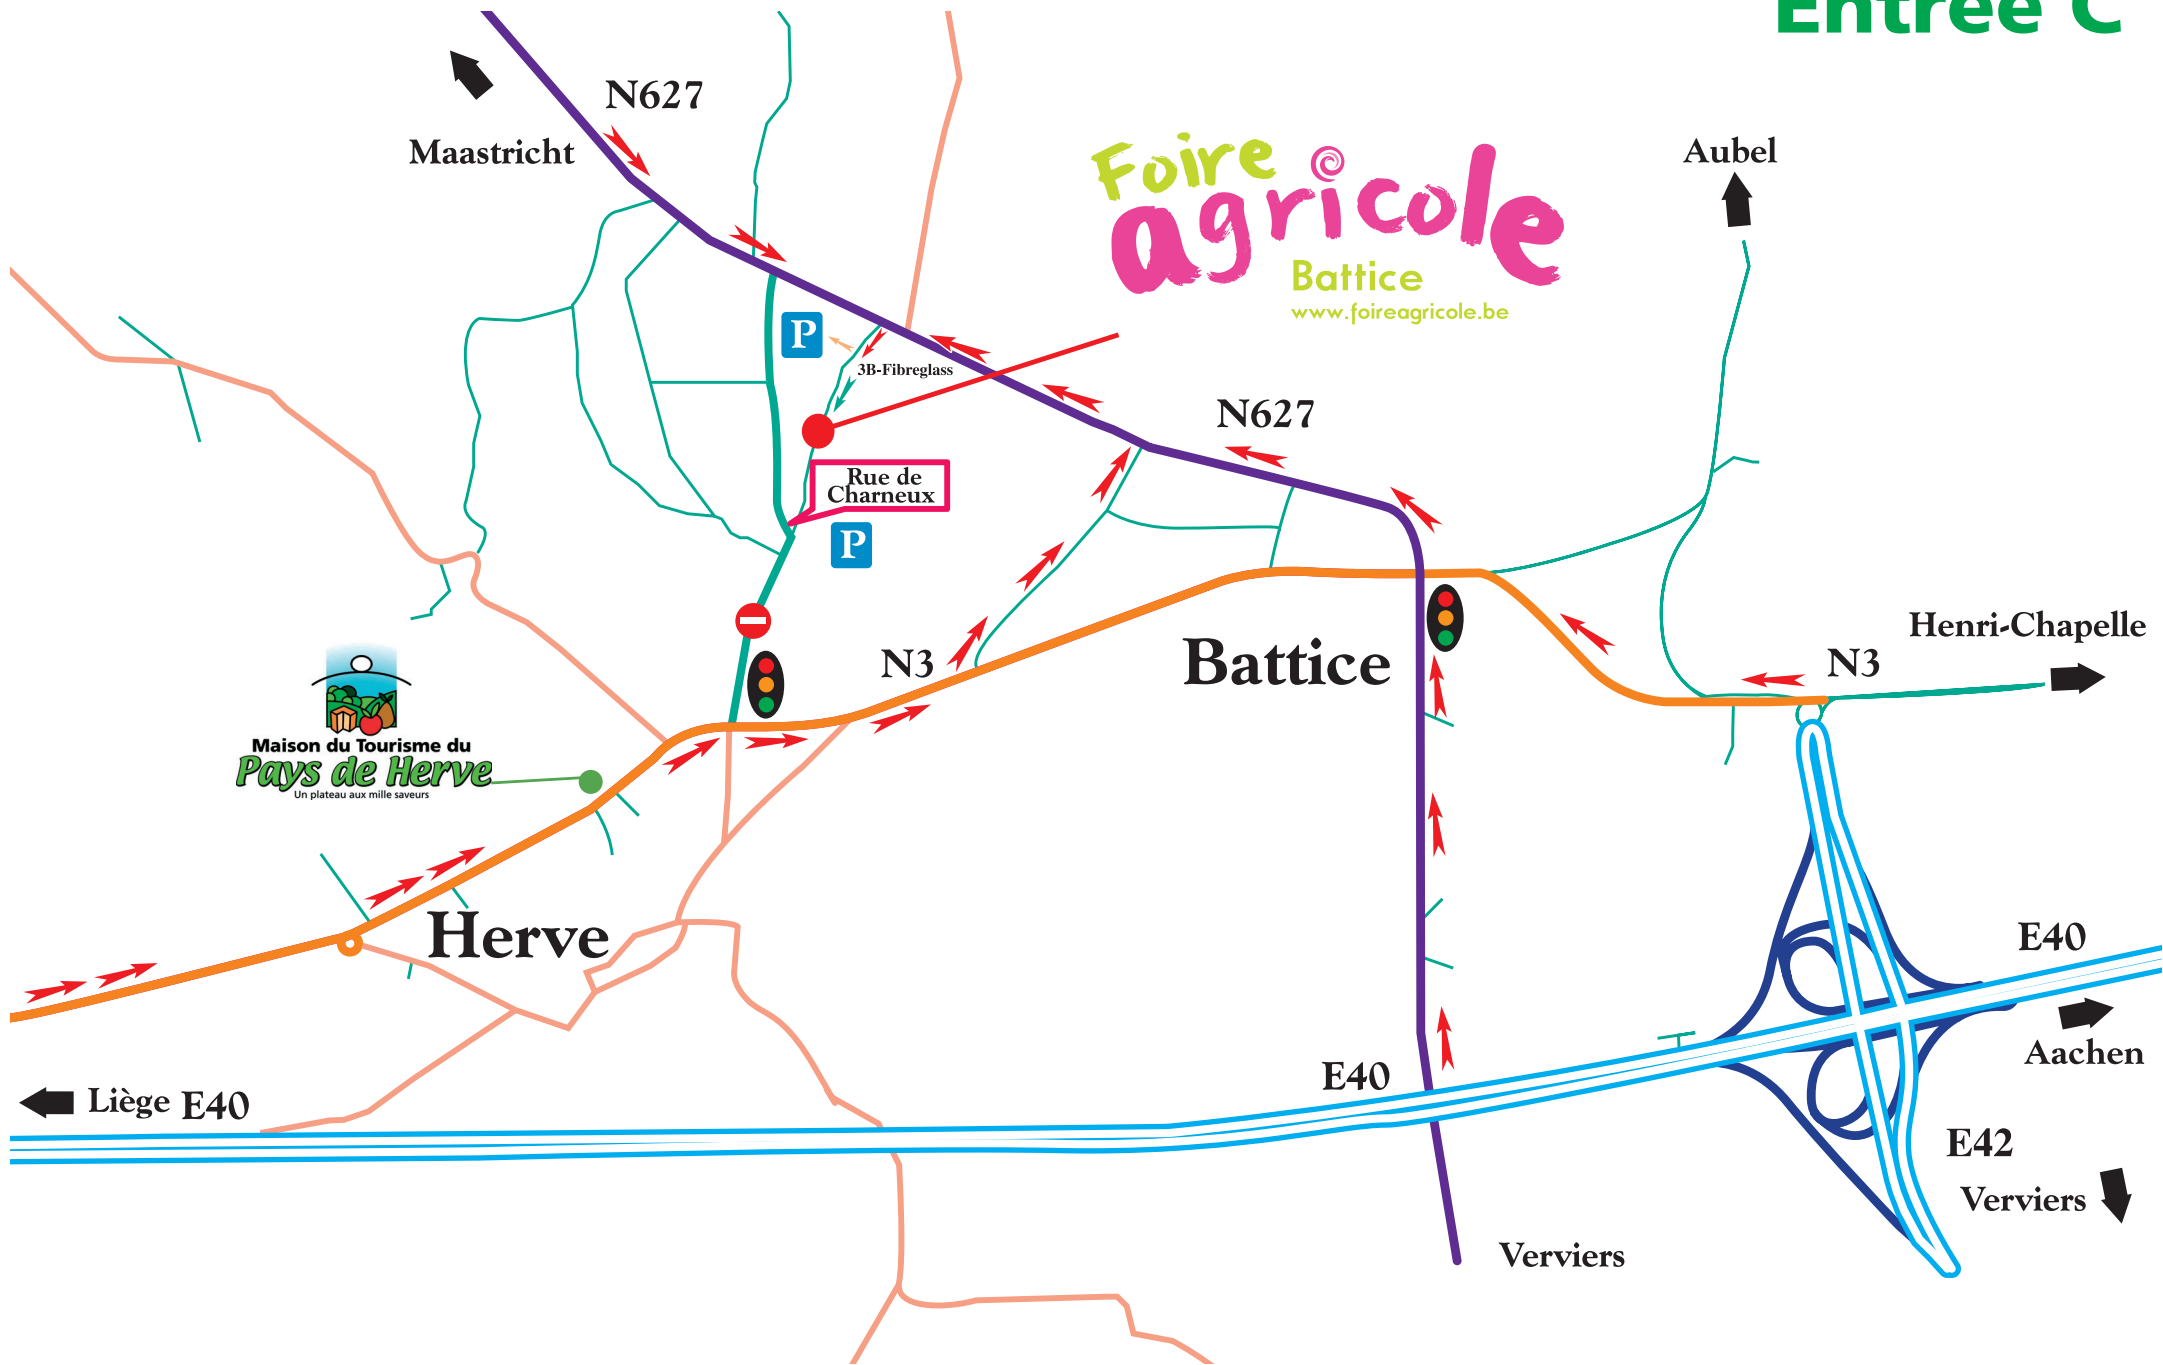 Entrée C
N627
Maastricht
Foire
agricole
Battice
www.foireagricole.be
Aubel
P
3B-Fibreglass
N627
Rue de
Charneux
P
Henri-Chapelle
N3
N3
Battice
Maison du Tourisme du
Pays de Herve
Un plateau aux mille saveurs
Herve
E40
Aachen
E40
Liège E40
E42
Verviers
Verviers